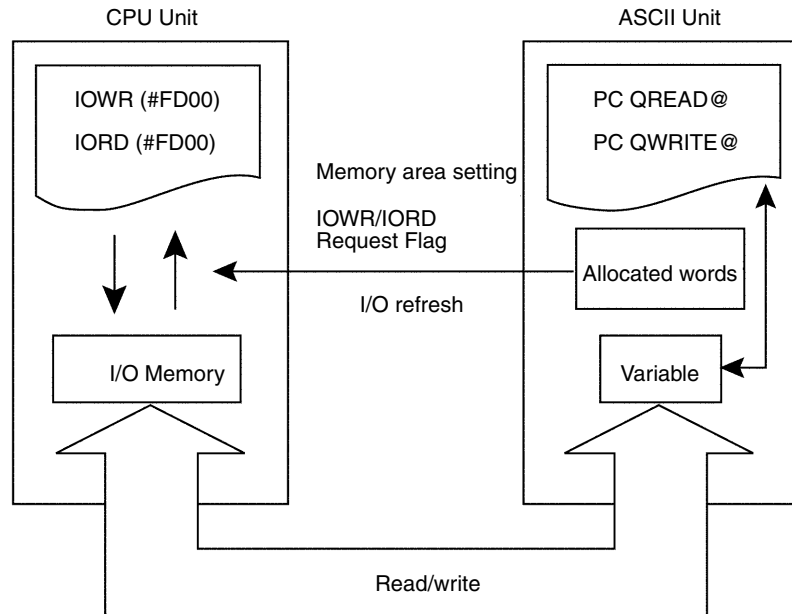 CPU Unit
ASCII Unit
IOWR (#FD00)
IORD (#FD00)
PC QREAD@
PC QWRITE@
Memory area setting
IOWR/IORD
Request Flag
Allocated words
I/O refresh
I/O Memory
Variable
Read/write